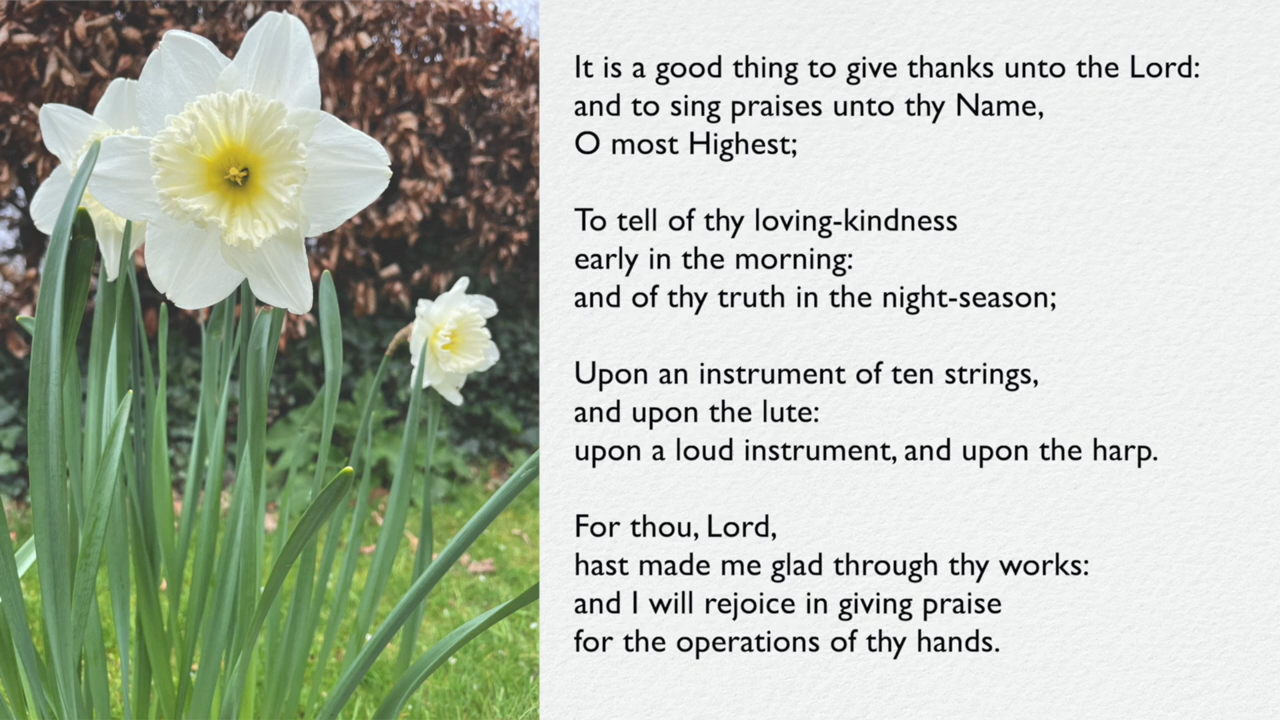 It is a good thing to give thanks unto the Lord:
and to sing praises unto thy Name,
O most Highest;
To tell of thy loving-kindness
early in the morning:
and of thy truth in the night-season;
Upon an instrument of ten strings,
and upon the lute:
upon a loud instrument, and upon the harp.
For thou, Lord,
hast made me glad through thy works:
and I will rejoice in giving praise
for the operations of thy hands.